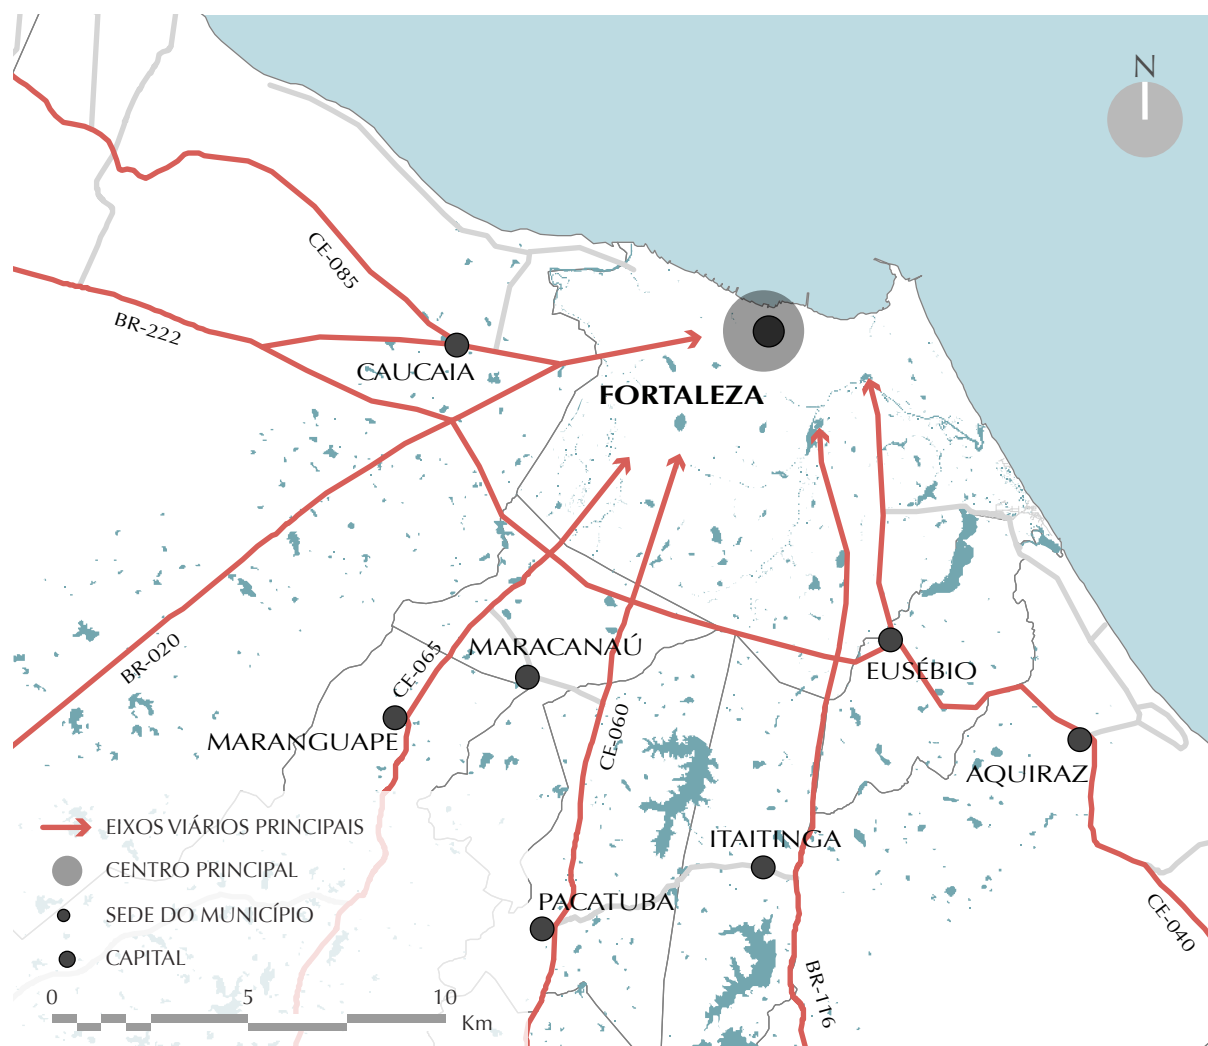 N
CE-085
BR-222
CAUCAIA
FORTALEZA
BR-020
CE-065
MARACANAÚ
EUSÉBIO
MARANGUAPE
CE-060
AQUIRAZ
EIXOS VIÁRIOS PRINCIPAIS
ITAITINGA
CENTRO PRINCIPAL
PACATUBA
SEDE DO MUNICÍPIO
CE-040
CAPITAL
BR-116
0 5 10
Km